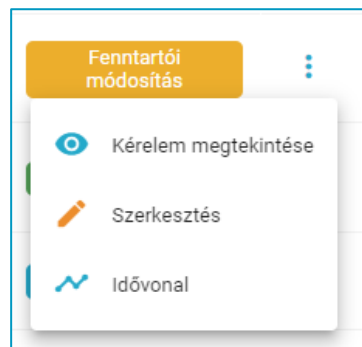 Fenntartói
módosítás
Kérelem megtekintése
Szerkesztés
Idővonal